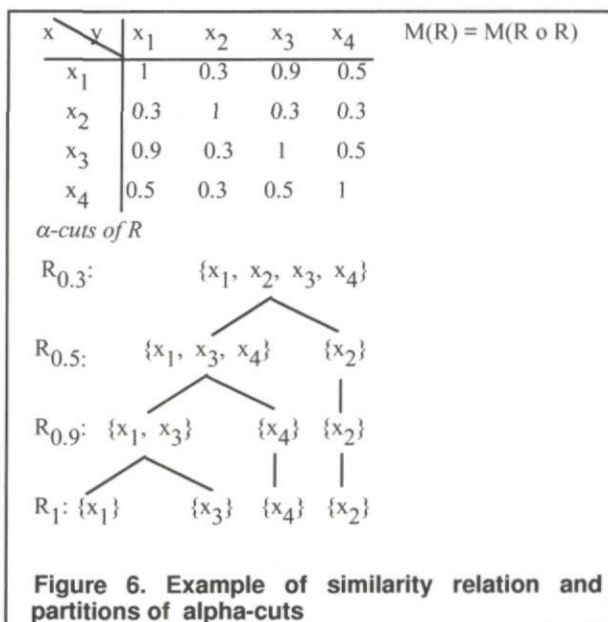 x y x1 x2 x3 x4 M(R) = M(R o R)
x1 1 0.3 0.9 0.5
x2 0.3 1 0.3 0.3
x3 0.9 0.3 1 0.5
x4 0.5 0.3 0.5 1
α-cuts of R
R0.3: {x1, x2, x3, x4}
R0.5: {x1, x3, x4} {x2}
R0.9: {x1, x3} {x4} {x2}
R1: {x1} {x3} {x4} {x2}
Figure 6. Example of similarity relation and
partitions of alpha-cuts